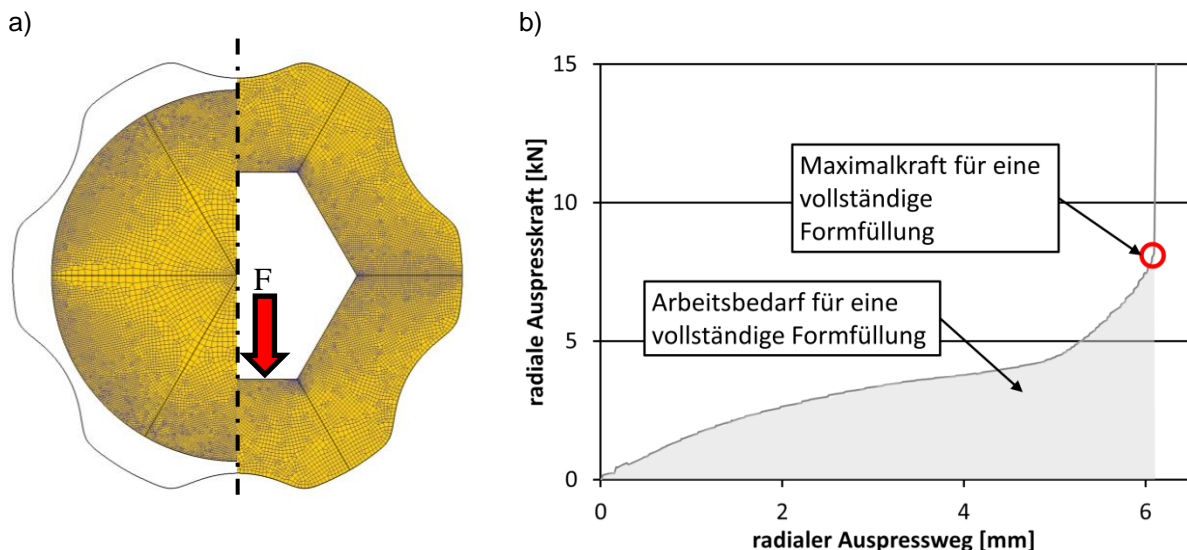 a)
F
b)
radiale Auspresskraft [kN]
15
10
5
0
Maximalkraft für eine
vollständige
Formfüllung
Arbeitsbedarf für eine
vollständige Formfüllung
0
2
4
6
radialer Auspressweg [mm]